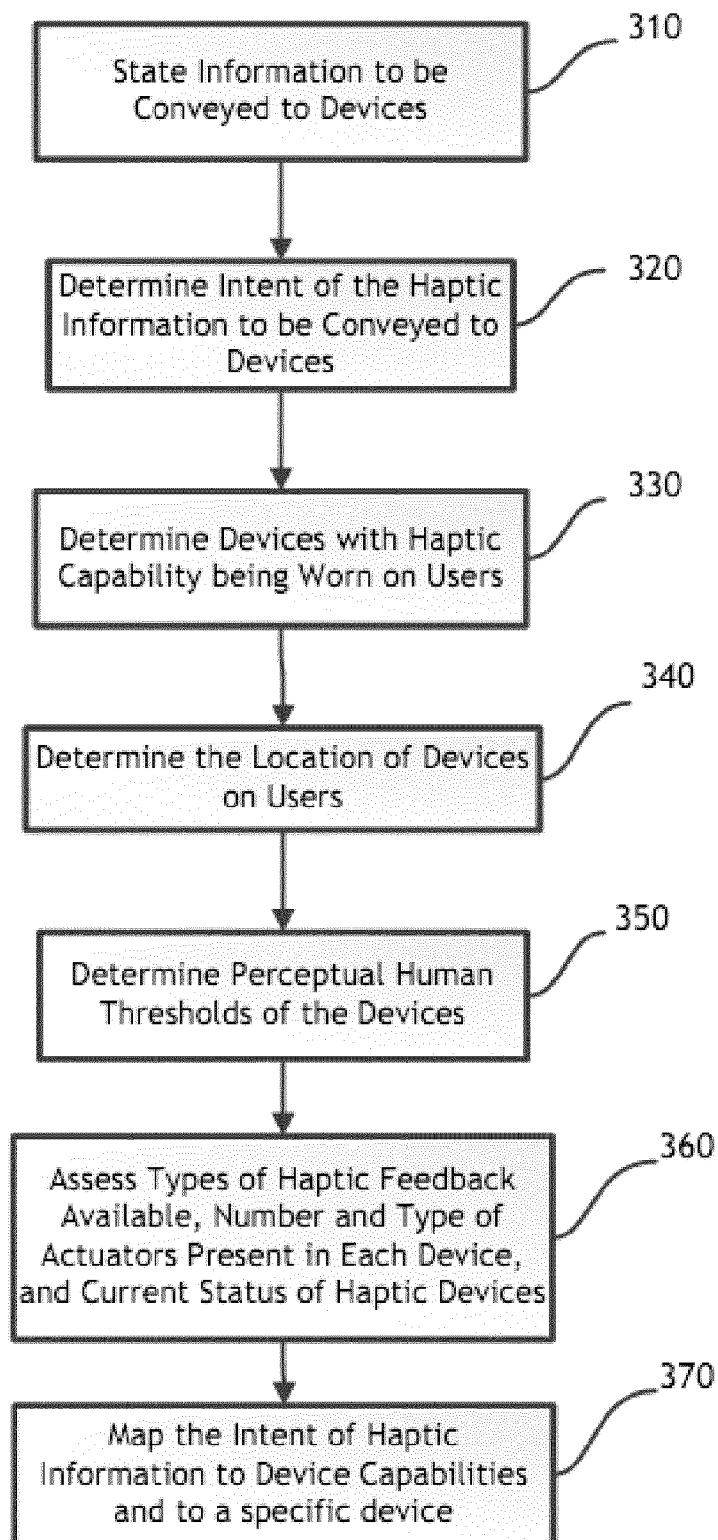 310
State Information to be
Conveyed to Devices
320
Determine Intent of the Haptic
Information to be Conveyed to
Devices
330
Determine Devices with Haptic
Capability being Worn on Users
340
Determine the Location of Devices
on Users
350
Determine Perceptual Human
Thresholds of the Devices
360
Assess Types of Haptic Feedback
Available, Number and Type of
Actuators Present in Each Device,
and Current Status of Haptic Devices
370
Map the Intent of Haptic
Information to Device Capabilities
and to a specific device